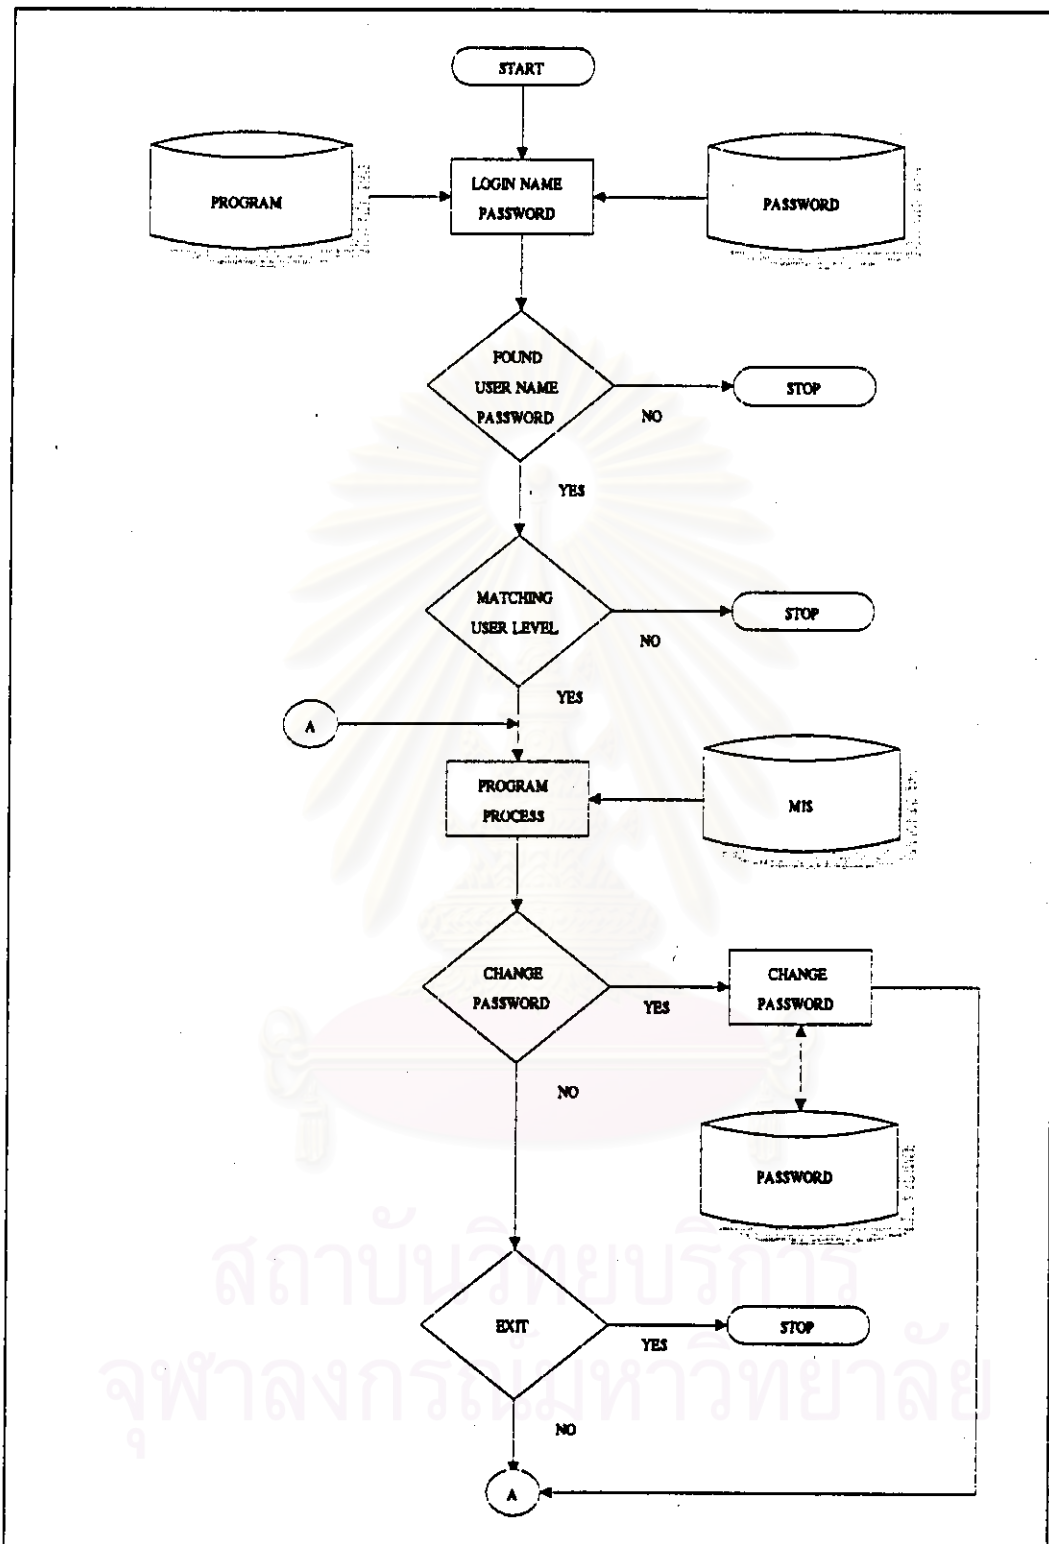 START
PROGRAM
LOGIN NAME
PASSWORD
PASSWORD
FOUND
USER NAME
PASSWORD
NO
STOP
YES
MATCHING
USER LEVEL
NO
STOP
YES
A
PROGRAM
PROCESS
MIS
CHANGE
PASSWORD
YES
CHANGE
PASSWORD
NO
PASSWORD
สถาบันวิทยบริการ
EXIT
YES
STOP
จุฬาลงกรณ์มหาวิทยาลัย
NO
A